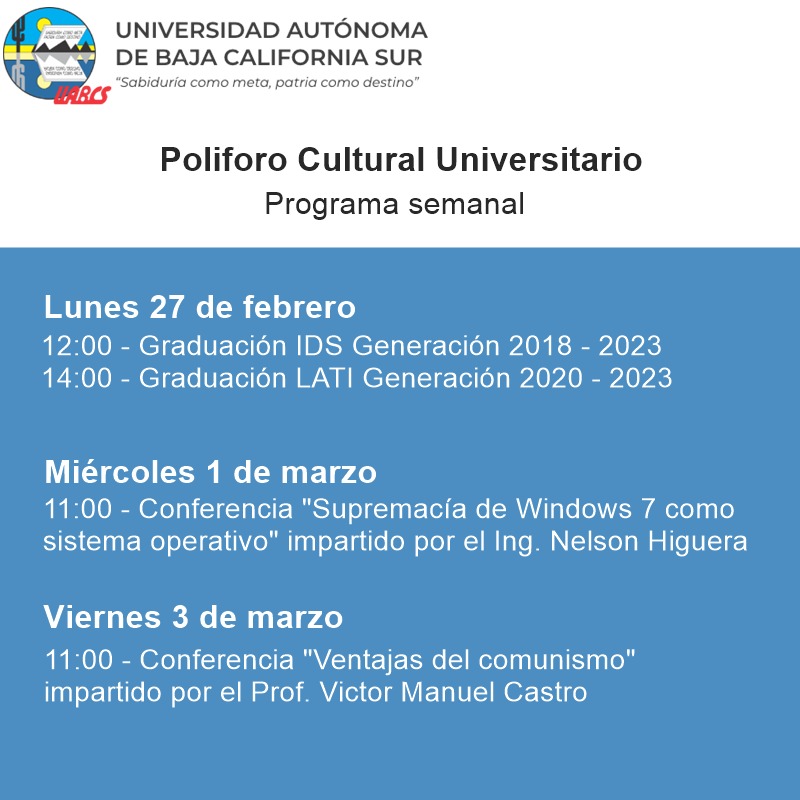 UNIVERSIDAD AUTÓNOMA
DE BAJA CALIFORNIA SUR
“Sabiduría como meta, patria como destino”
UABCS
Poliforo Cultural Universitario
Programa semanal
Lunes 27 de febrero
12:00 - Graduación IDS Generación 2018 - 2023
14:00 - Graduación LATI Generación 2020 - 2023
Miércoles 1 de marzo
11:00 - Conferencia "Supremacía de Windows 7 como
sistema operativo" impartido por el Ing. Nelson Higuera
Viernes 3 de marzo
11:00 - Conferencia "Ventajas del comunismo"
impartido por el Prof. Victor Manuel Castro